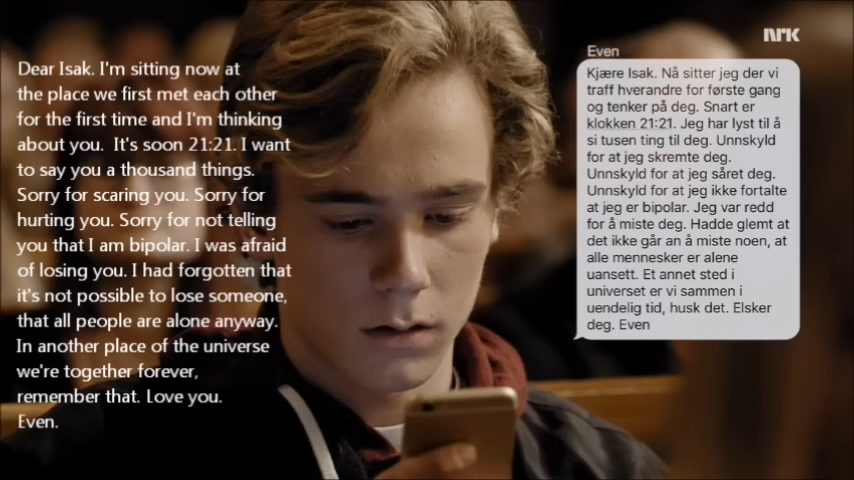 Dear Isak. I'm sitting now at
the place we first met each other
for the first time and I'm thinking
about you.  It's soon 21:21. I want
to say you a thousand things.
Sorry for scaring you. Sorry for
hurting you. Sorry for not telling
you that I am bipolar. I was afraid
of losing you. I had forgotten that
it's not possible to lose someone,
that all people are alone anyway.
In another place of the universe
we're together forever,
remember that. Love you.
Even.
NRK
Even
Kjære Isak. Nå sitter jeg der vi
traff hverandre for første gang
og tenker på deg. Snart er
klokken 21:21. Jeg har lyst til å
si tusen ting til deg. Unnskyld
for at jeg skremte deg.
Unnskyld for at jeg såret deg.
Unnskyld for at jeg ikke fortalte
at jeg er bipolar. Jeg var redd
for å miste deg. Hadde glemt at
det ikke går an å miste noen, at
alle mennesker er alene
uansett. Et annet sted i
universet er vi sammen i
uendelig tid, husk det. Elsker
deg. Even